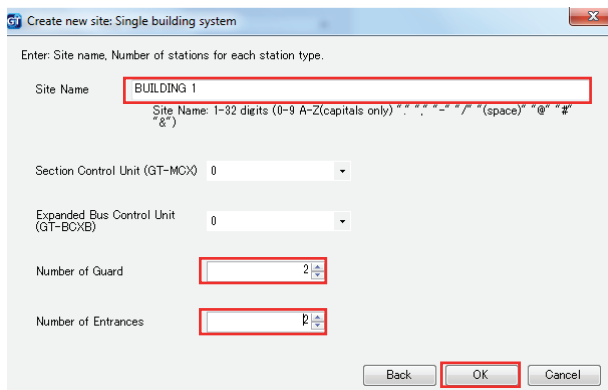 GT Create new site: Single building system
Enter: Site name, Number of stations for each station type.
Site Name BUILDING 1
Site Name: 1-32 digits (0-9 A-Z(capitals only) "." "," "-" "/" "(space)" "@" "#"
"&")
Section Control Unit (GT-MCX) 0
Expanded Bus Control Unit
(GT-BCXB) 0
Number of Guard 2
Number of Entrances 2
Back OK Cancel